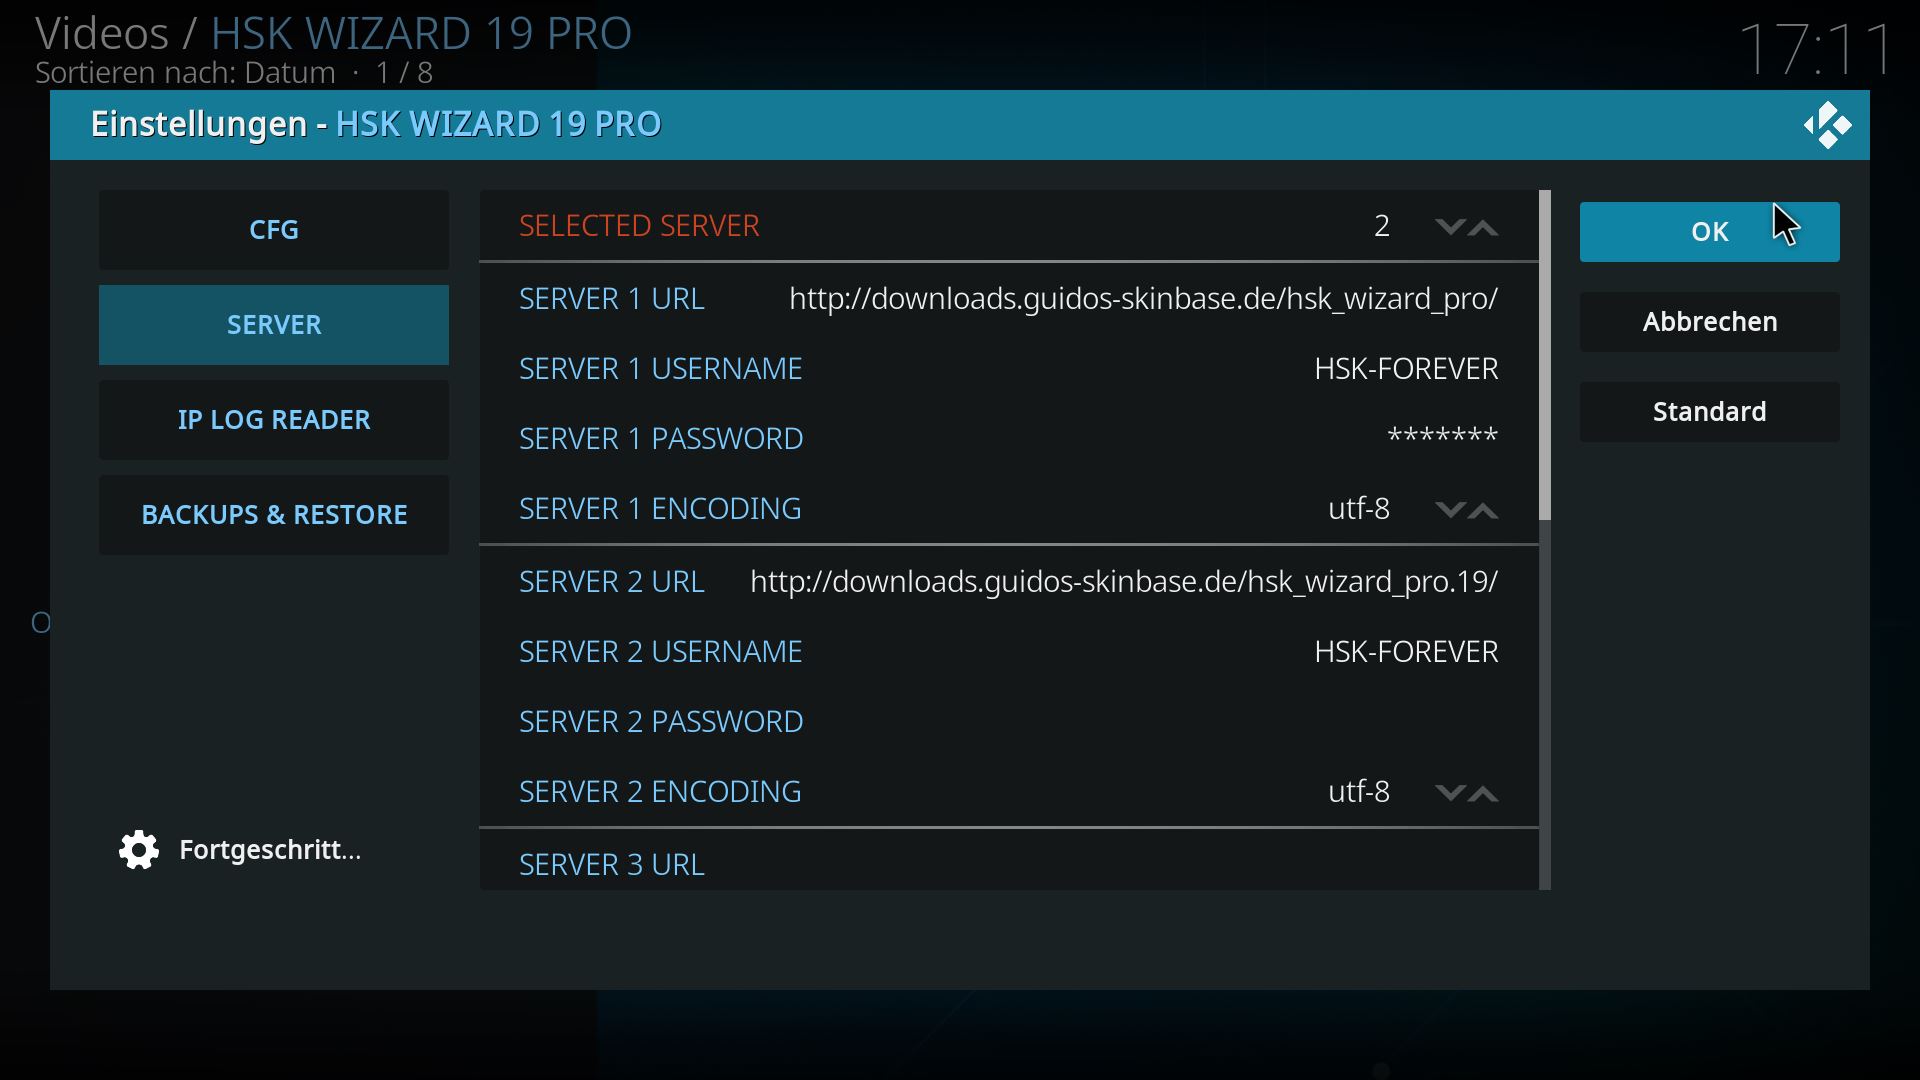 Videos / HSK WIZARD 19 PRO
Sortieren nach: Datum · 1 / 8
17:11
Einstellungen - HSK WIZARD 19 PRO
CFG
SERVER
IP LOG READER
BACKUPS & RESTORE
Fortgeschritt...
SELECTED SERVER 2
SERVER 1 URL http://downloads.guidos-skinbase.de/hsk_wizard_pro/
SERVER 1 USERNAME HSK-FOREVER
SERVER 1 PASSWORD *******
SERVER 1 ENCODING utf-8
SERVER 2 URL http://downloads.guidos-skinbase.de/hsk_wizard_pro.19/
SERVER 2 USERNAME HSK-FOREVER
SERVER 2 PASSWORD
SERVER 2 ENCODING utf-8
SERVER 3 URL
OK
Abbrechen
Standard